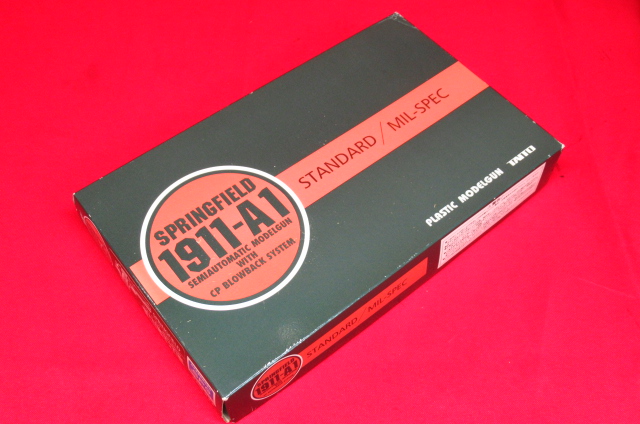 SPRINGFIELD
1911-A1
SEMIAUTOMATIC MODELGUN
WITH
CP BLOWBACK SYSTEM
STANDARD / MIL-SPEC
PLASTIC MODELGUN
SPRINGFIELD
1911-A1
STANDARD / MIL-SPEC